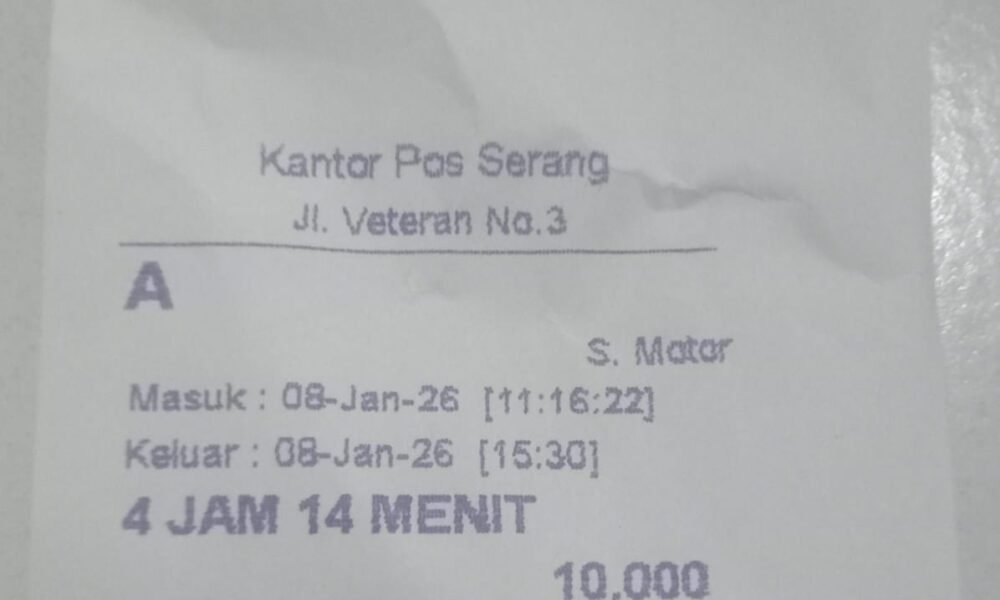 Kantor Pos Serang
Jl. Veteran No.3
A
S. Motor
Masuk : 08-Jan-26 [11:16:22]
Keluar : 08-Jan-26 [15:30]
4 JAM 14 MENIT
10.000